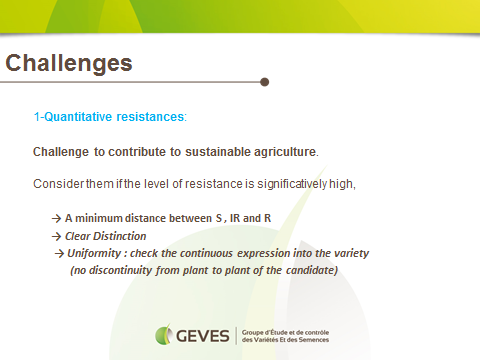 Challenges
1-Quantitative resistances:
Challenge to contribute to sustainable agriculture.
Consider them if the level of resistance is significatively high,
→ A minimum distance between S , IR and R
→ Clear Distinction
→ Uniformity : check the continuous expression into the variety
(no discontinuity from plant to plant of the candidate)
GEVES
Groupe d'Étude et de contrôle
des Variétés Et des Semences